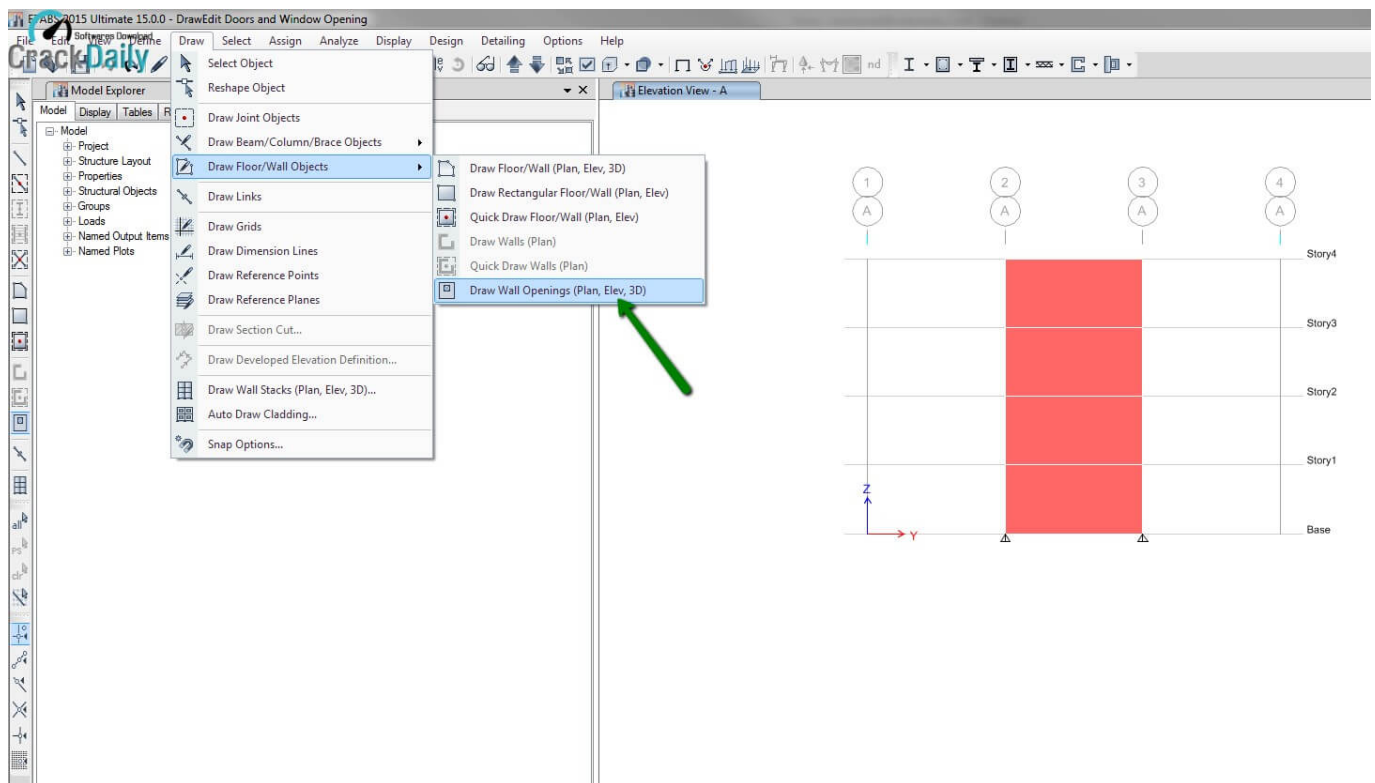 ETABS 2015 Ultimate 15.0.0 - DrawEdit Doors and Window Opening
File Edit View Define Draw Select Assign Analyze Display Design Detailing Options Help
Softwares Download
CrackDaily
nd
Model Explorer
Model Display Tables R
Model
Project
Structure Layout
Properties
Structural Objects
Groups
Loads
Named Output Items
Named Plots
Select Object
Reshape Object
Draw Joint Objects
Draw Beam/Column/Brace Objects
Draw Floor/Wall Objects
Draw Links
Draw Grids
Draw Dimension Lines
Draw Reference Points
Draw Reference Planes
Draw Section Cut...
Draw Developed Elevation Definition...
Draw Wall Stacks (Plan, Elev, 3D)...
Auto Draw Cladding...
Snap Options...
Draw Floor/Wall (Plan, Elev, 3D)
Draw Rectangular Floor/Wall (Plan, Elev)
Quick Draw Floor/Wall (Plan, Elev)
Draw Walls (Plan)
Quick Draw Walls (Plan)
Draw Wall Openings (Plan, Elev, 3D)
all
ps
clr
Elevation View - A
1 2 3 4
A A A A
Story4
Story3
Story2
Story1
Z
Base
Y